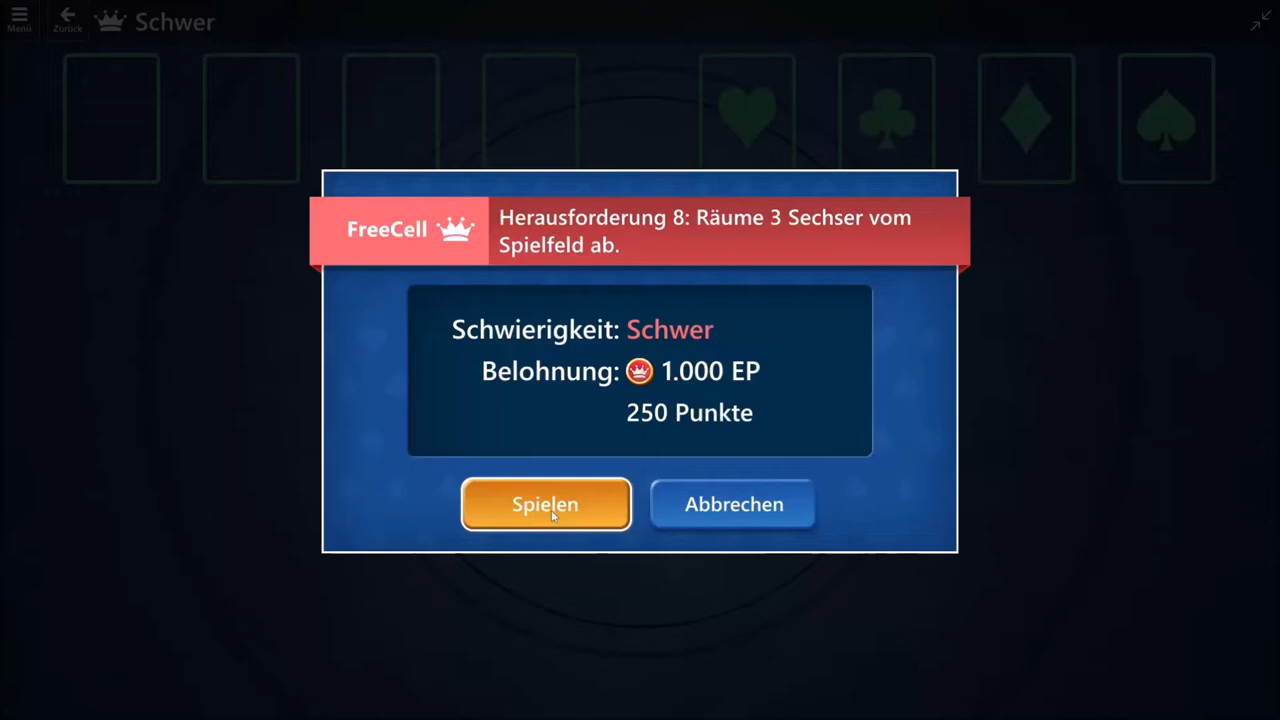 Menü
Zurück
Schwer
FreeCell
Herausforderung 8: Räume 3 Sechser vom
Spielfeld ab.
Schwierigkeit: Schwer
Belohnung: 1.000 EP
250 Punkte
Spielen
Abbrechen